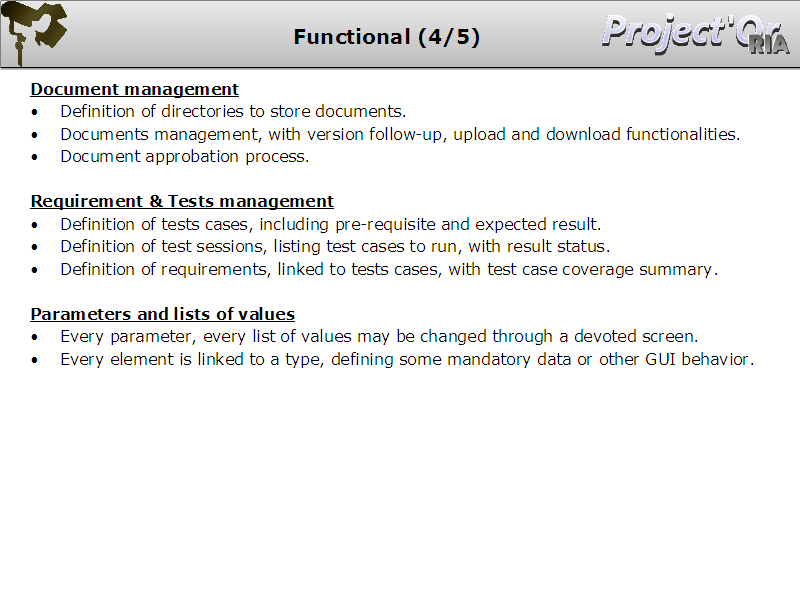 Functional (4/5)
Project'Or
RIA
Document management
• Definition of directories to store documents.
• Documents management, with version follow-up, upload and download functionalities.
• Document approbation process.
Requirement & Tests management
• Definition of tests cases, including pre-requisite and expected result.
• Definition of test sessions, listing test cases to run, with result status.
• Definition of requirements, linked to tests cases, with test case coverage summary.
Parameters and lists of values
• Every parameter, every list of values may be changed through a devoted screen.
• Every element is linked to a type, defining some mandatory data or other GUI behavior.